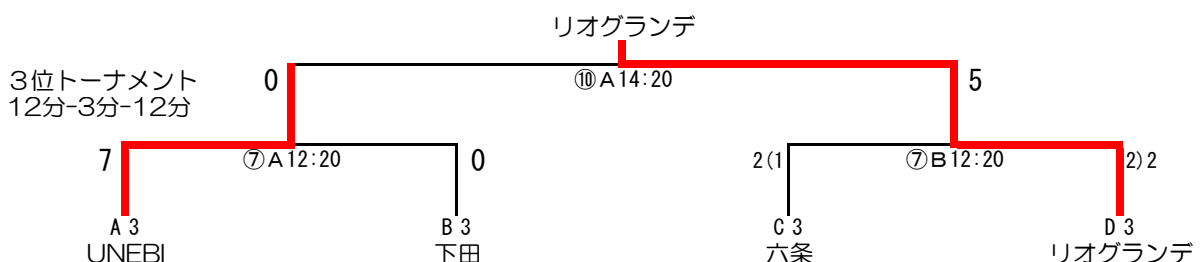 リオグランデ
3位トーナメント
12分-3分-12分
0
⑩A14:20
5
7
⑦A12:20
0
2(1
⑦B12:20
2)2
A3
B3
C3
D3
UNEBI
下田
六条
リオグランデ